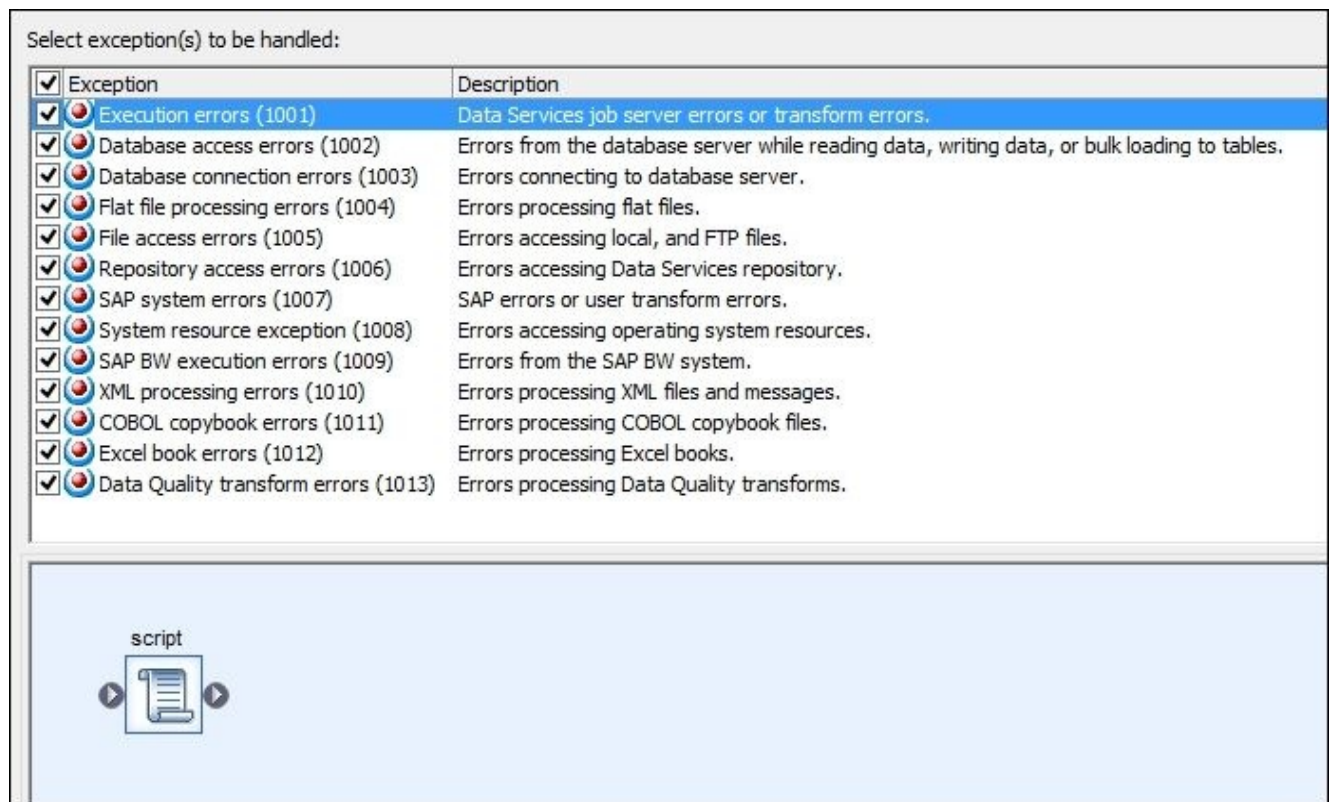 Select exception(s) to be handled:
Exception Description
Execution errors (1001) Data Services job server errors or transform errors.
Database access errors (1002) Errors from the database server while reading data, writing data, or bulk loading to tables.
Database connection errors (1003) Errors connecting to database server.
Flat file processing errors (1004) Errors processing flat files.
File access errors (1005) Errors accessing local, and FTP files.
Repository access errors (1006) Errors accessing Data Services repository.
SAP system errors (1007) SAP errors or user transform errors.
System resource exception (1008) Errors accessing operating system resources.
SAP BW execution errors (1009) Errors from the SAP BW system.
XML processing errors (1010) Errors processing XML files and messages.
COBOL copybook errors (1011) Errors processing COBOL copybook files.
Excel book errors (1012) Errors processing Excel books.
Data Quality transform errors (1013) Errors processing Data Quality transforms.
script